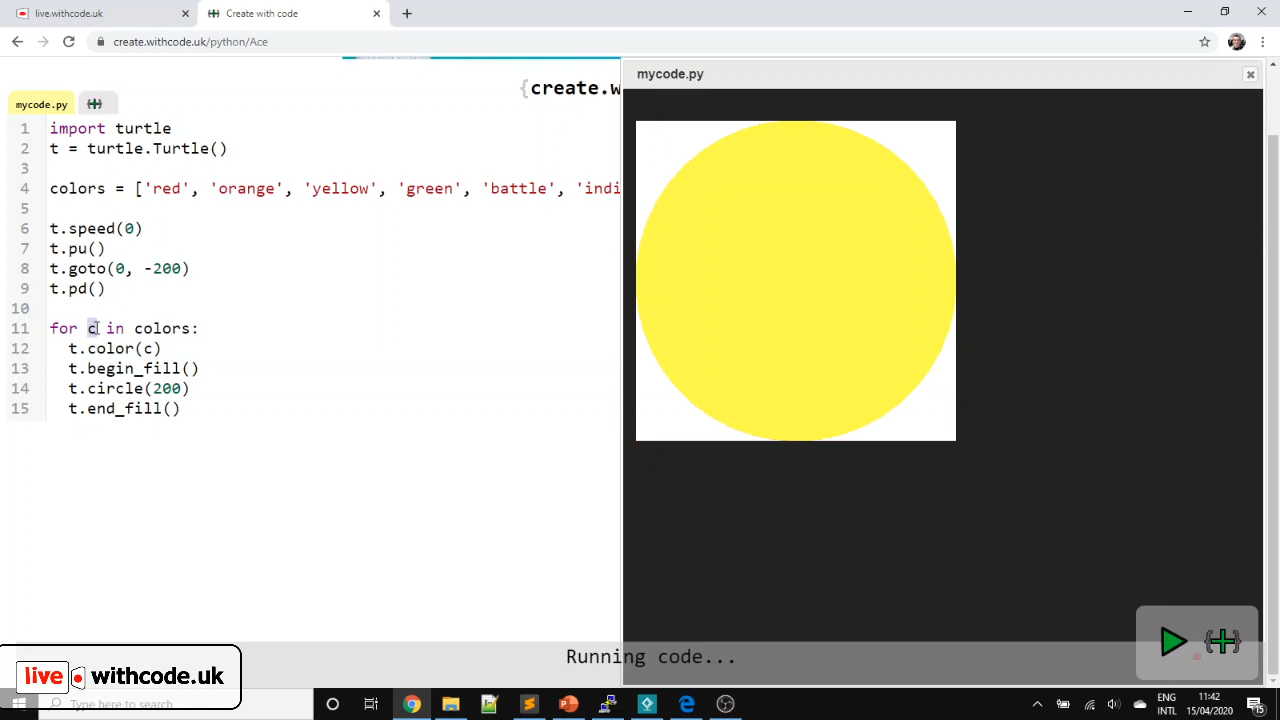 live.withcode.uk
Create with code
create.withcode.uk/python/Ace
{create.w
mycode.py
mycode.py
1 import turtle
2 t = turtle.Turtle()
3
4 colors = ['red', 'orange', 'yellow', 'green', 'battle', 'indi
5
6 t.speed(0)
7 t.pu()
8 t.goto(0, -200)
9 t.pd()
10
11 for c in colors:
12 t.color(c)
13 t.begin_fill()
14 t.circle(200)
15 t.end_fill()
Running code...
live withcode.uk
Type here to search
ENG
INTL
11:42
15/04/2020